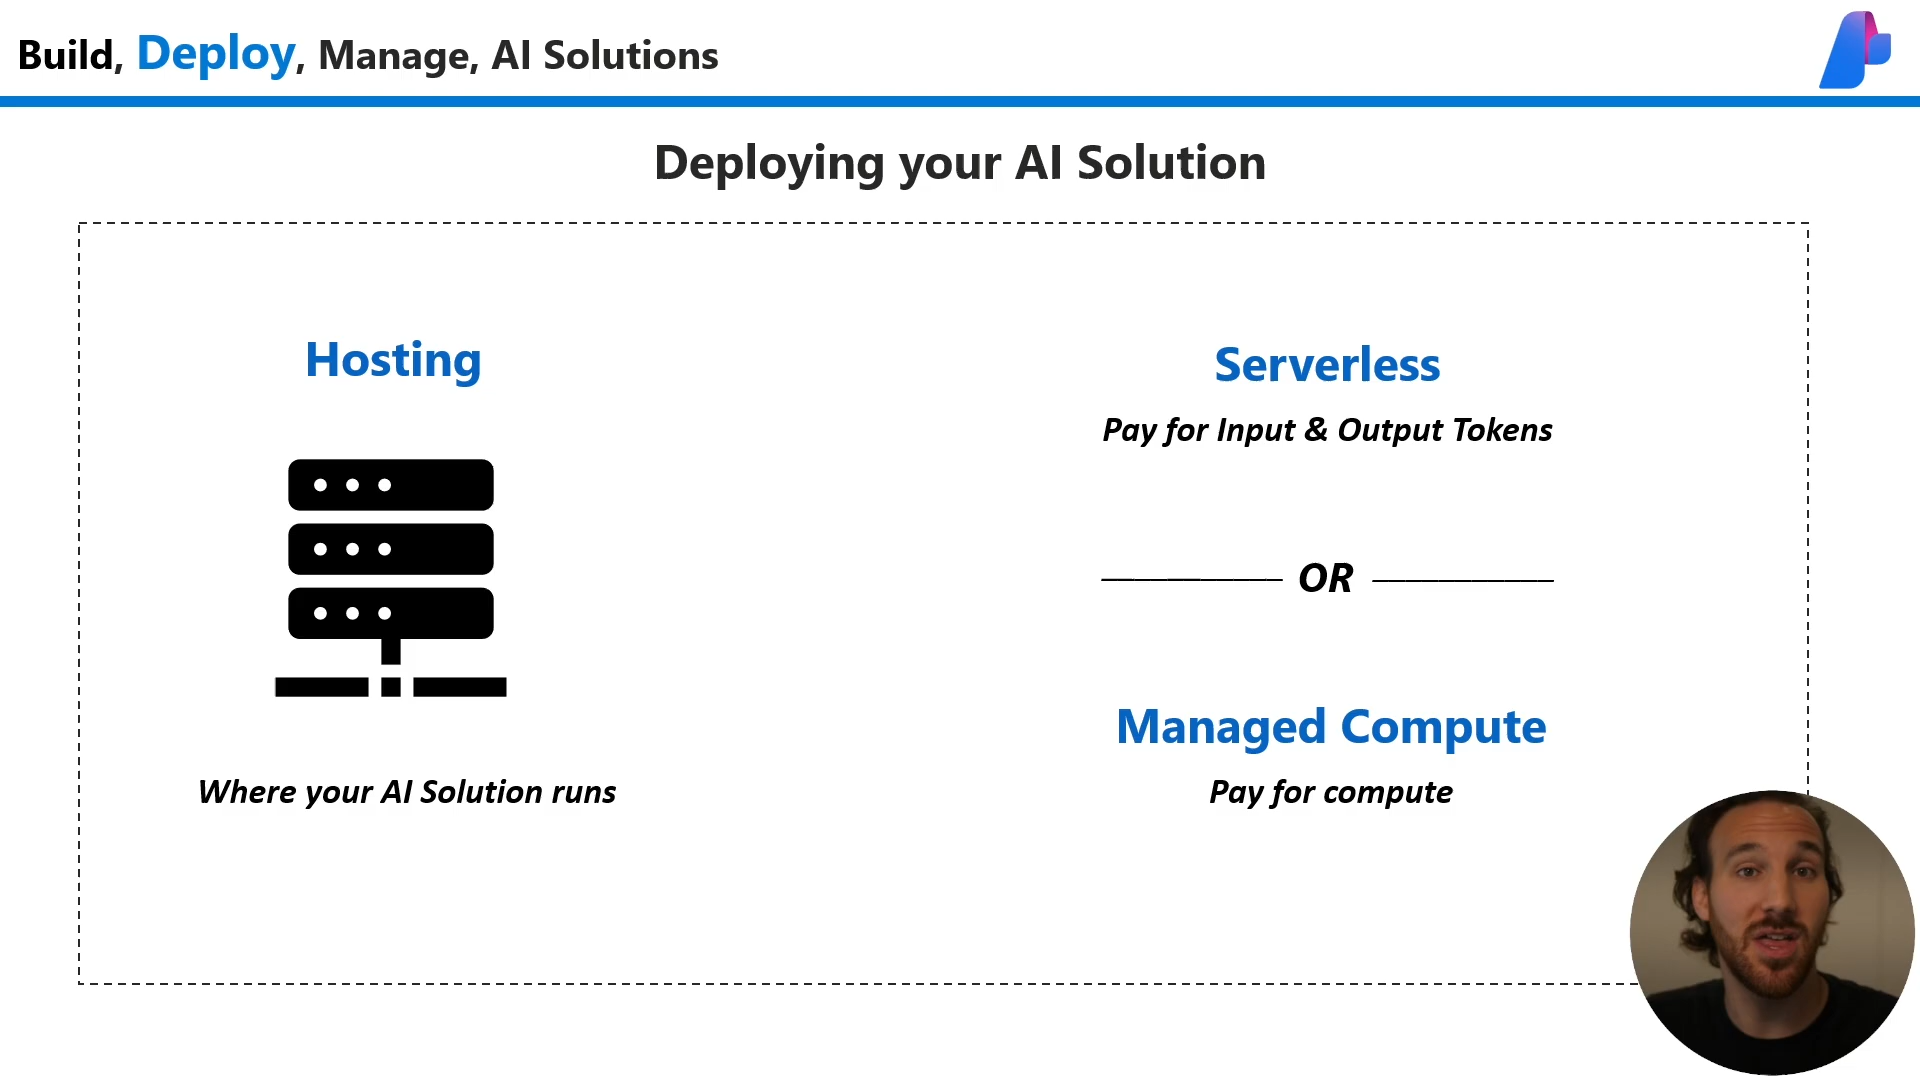 Build, Deploy, Manage, AI Solutions
Deploying your AI Solution
Hosting
Where your AI Solution runs
Serverless
Pay for Input & Output Tokens
OR
Managed Compute
Pay for compute